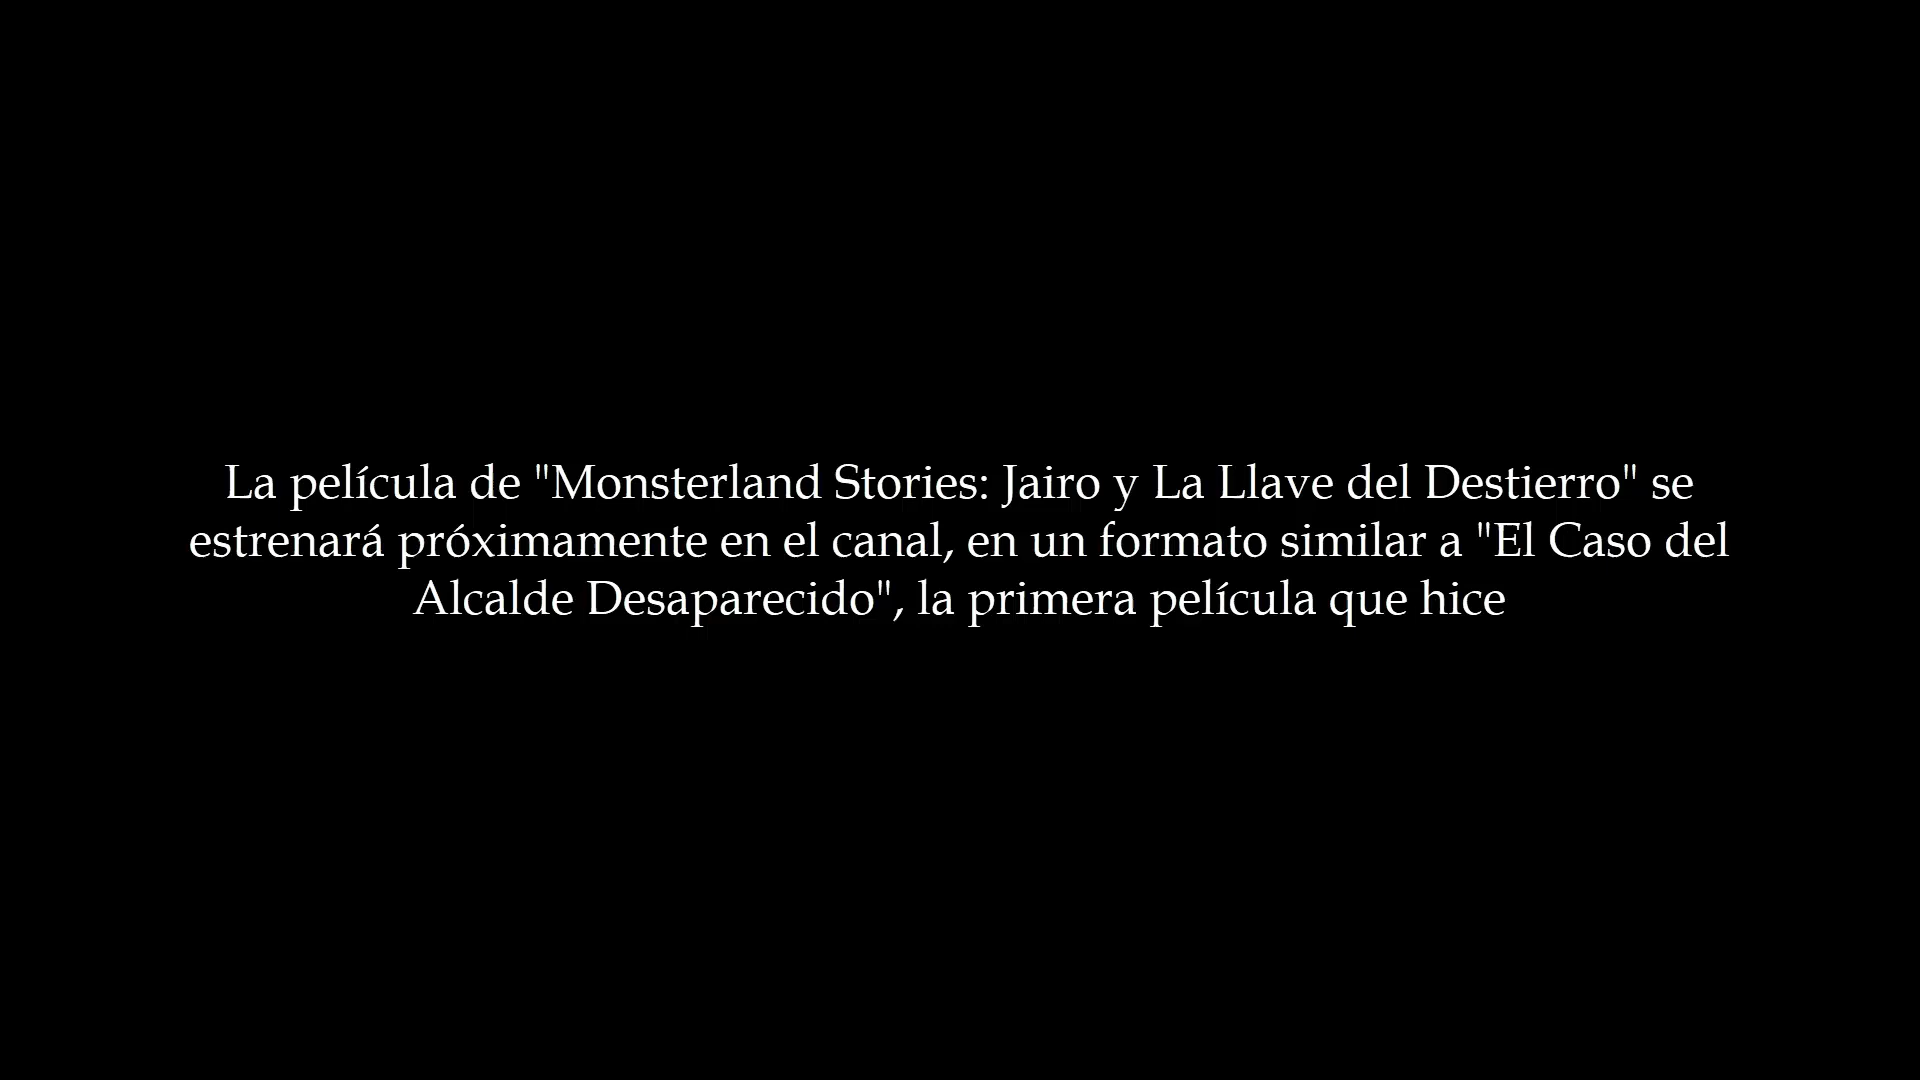 La película de "Monsterland Stories: Jairo y La Llave del Destierro" se
estrenará próximamente en el canal, en un formato similar a "El Caso del
Alcalde Desaparecido", la primera película que hice